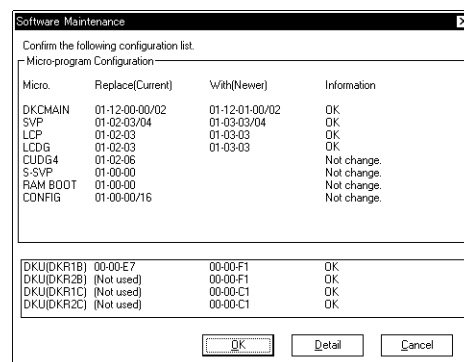 Software Maintenance
Confirm the following configuration list.
Micro-program Configuration
Micro. Replace(Current) With(Newer) Information
DKCMAIN 01-12-00-00/02 01-12-01-00/02 OK
SVP 01-02-03/04 01-03-03/04 OK
LCP 01-02-03 01-03-03 OK
LCDG 01-02-03 01-03-03 OK
CUDG4 01-02-06 Not change.
S-SVP 01-00-00 Not change.
RAM BOOT 01-00-00 Not change.
CONFIG 01-00-00/16 Not change.
DKU(DKR1B) 00-00-E7 00-00-F1 OK
DKU(DKR2B) (Not used) 00-00-F1 OK
DKU(DKR1C) (Not used) 00-00-C1 OK
DKU(DKR2C) (Not used) 00-00-C1 OK
OK Detail Cancel